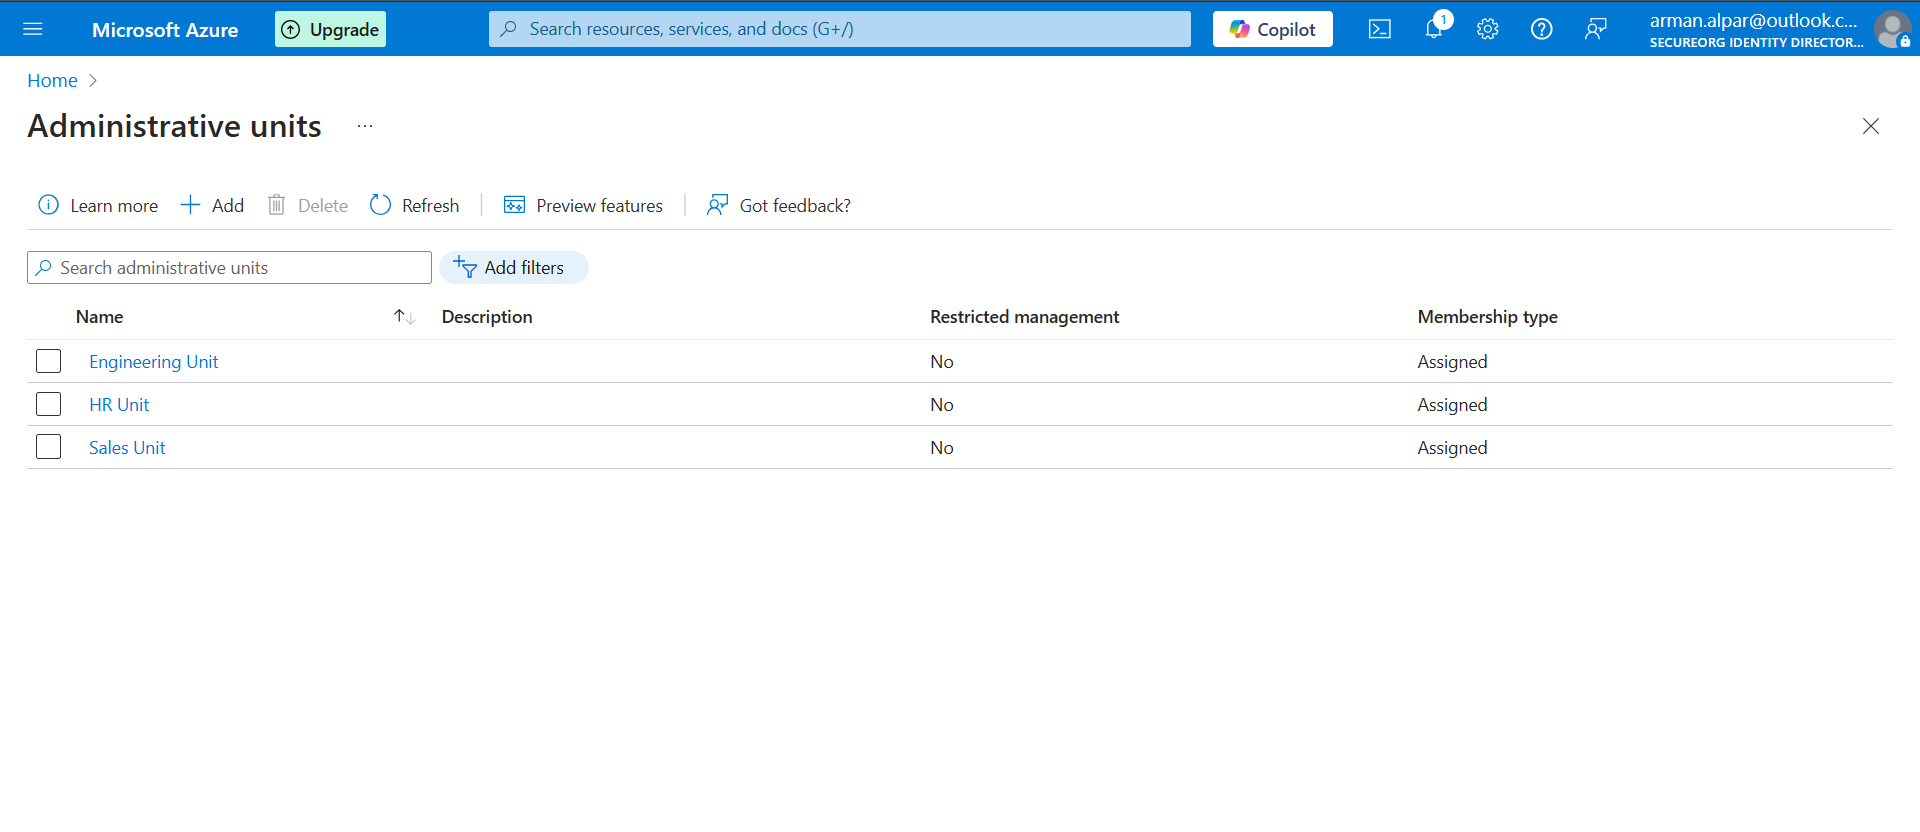 Microsoft Azure
Upgrade
Search resources, services, and docs (G+/)
Copilot
1
arman.alpar@outlook.c...
SECUREORG IDENTITY DIRECTOR...
Home
Administrative units
...
Learn more
Add
Delete
Refresh
Preview features
Got feedback?
Search administrative units
Add filters
Name Description Restricted management Membership type
Engineering Unit No Assigned
HR Unit No Assigned
Sales Unit No Assigned